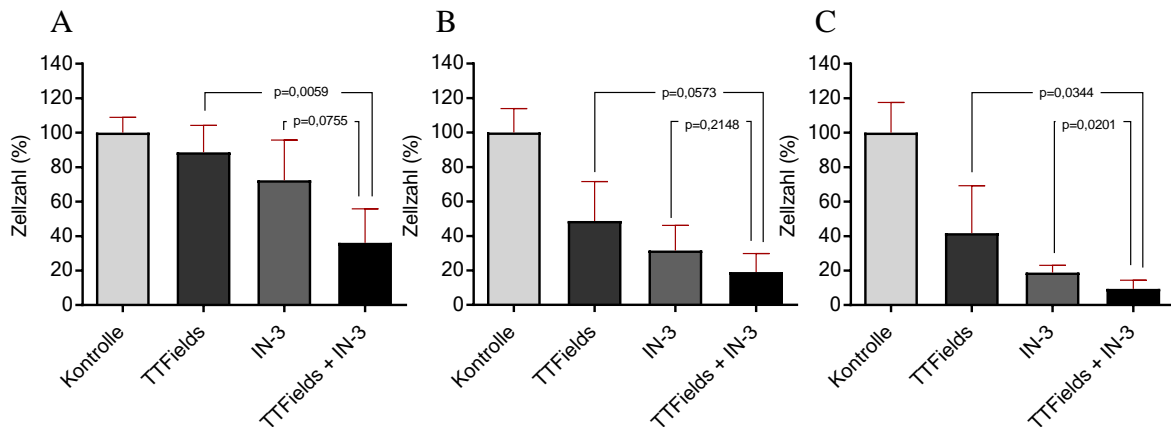 A
Zellzahl (%)
140
120
100
80
60
40
20
0
p=0,0059
p=0,0755
Kontrolle
TTFields
IN-3
TTFields + IN-3
B
Zellzahl (%)
140
120
100
80
60
40
20
0
p=0,0573
p=0,2148
Kontrolle
TTFields
IN-3
TTFields + IN-3
C
Zellzahl (%)
140
120
100
80
60
40
20
0
p=0,0344
p=0,0201
Kontrolle
TTFields
IN-3
TTFields + IN-3